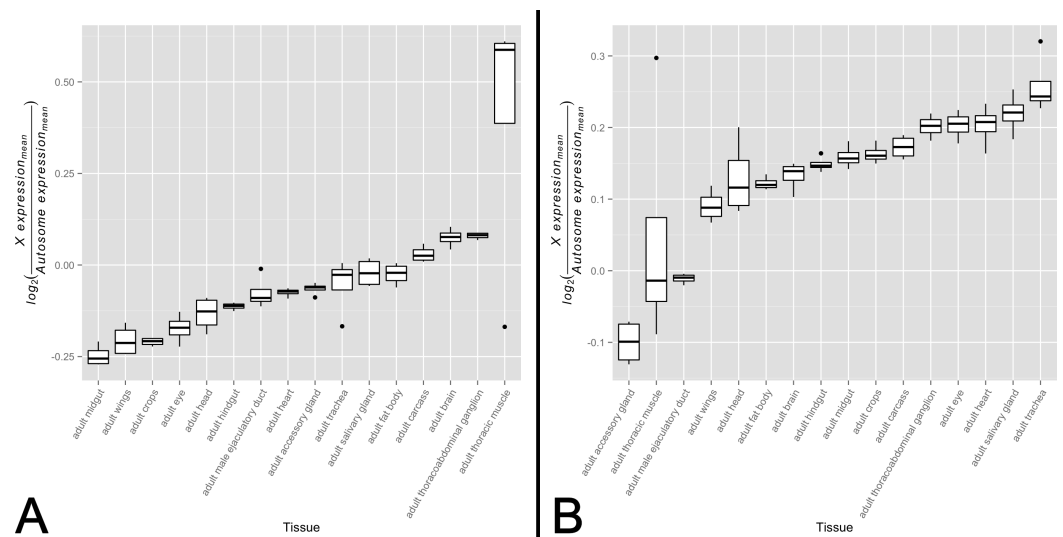 0.50
0.25
0.00
-0.25
log2(X expression_mean / Autosome expression_mean)
adult midgut
adult wings
adult crops
adult eye
adult head
adult hindgut
adult male ejaculatory duct
adult heart
adult accessory gland
adult trachea
adult salivary gland
adult fat body
adult carcass
adult brain
adult thoracoabdominal ganglion
adult thoracic muscle
Tissue
A
0.3
0.2
0.1
0.0
-0.1
log2(X expression_mean / Autosome expression_mean)
adult accessory gland
adult thoracic muscle
adult male ejaculatory duct
adult wings
adult head
adult fat body
adult brain
adult hindgut
adult midgut
adult crops
adult carcass
adult thoracoabdominal ganglion
adult eye
adult heart
adult salivary gland
adult trachea
Tissue
B